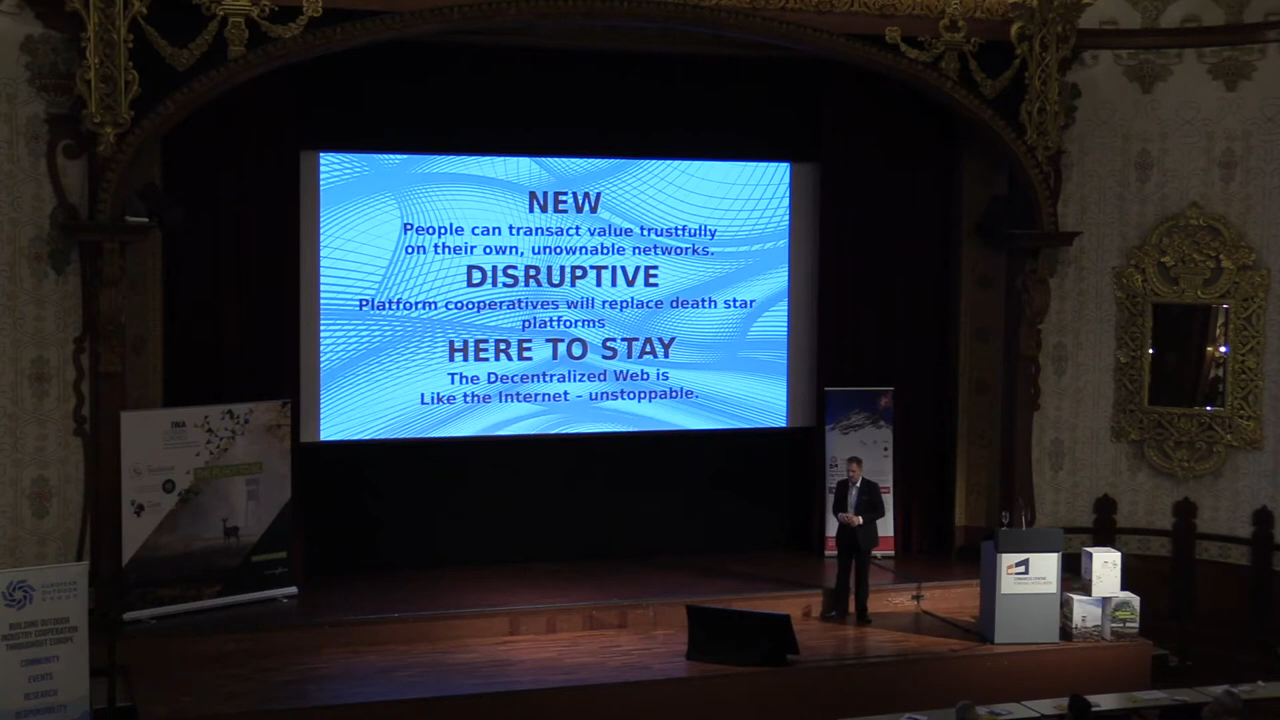 NEW
People can transact value trustfully
on their own, unownable networks.
DISRUPTIVE
Platform cooperatives will replace death star
platforms
HERE TO STAY
The Decentralized Web is
Like the Internet – unstoppable.
EUROPEAN
OUTDOOR
GROUP
BUILDING OUTDOOR
INDUSTRY COOPERATION
THROUGHOUT EUROPE
COMMUNITY
EVENTS
RESEARCH
RESPONSIBILITY